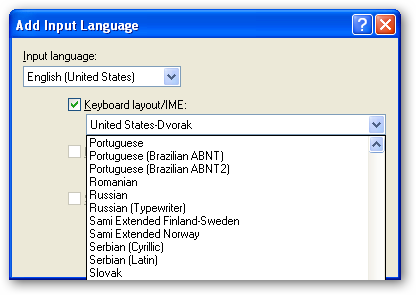 Add Input Language
Input language:
English (United States)
Keyboard layout/IME:
United States-Dvorak
Portuguese
Portuguese (Brazilian ABNT)
Portuguese (Brazilian ABNT2)
Romanian
Russian
Russian (Typewriter)
Sami Extended Finland-Sweden
Sami Extended Norway
Serbian (Cyrillic)
Serbian (Latin)
Slovak